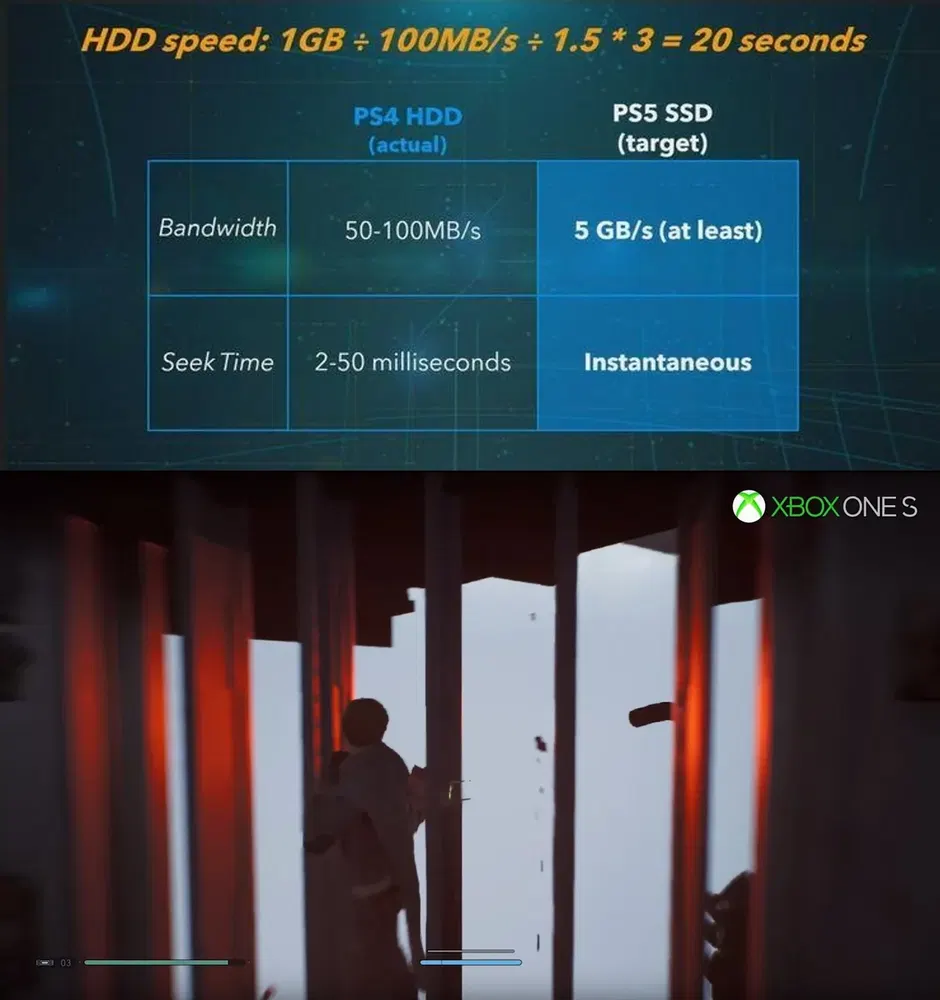 HDD speed: 1GB ÷ 100MB/s ÷ 1.5 * 3 = 20 seconds
PS4 HDD
(actual)
PS5 SSD
(target)
Bandwidth
50-100MB/s
5 GB/s (at least)
Seek Time
2-50 milliseconds
Instantaneous
XBOX ONE S
03